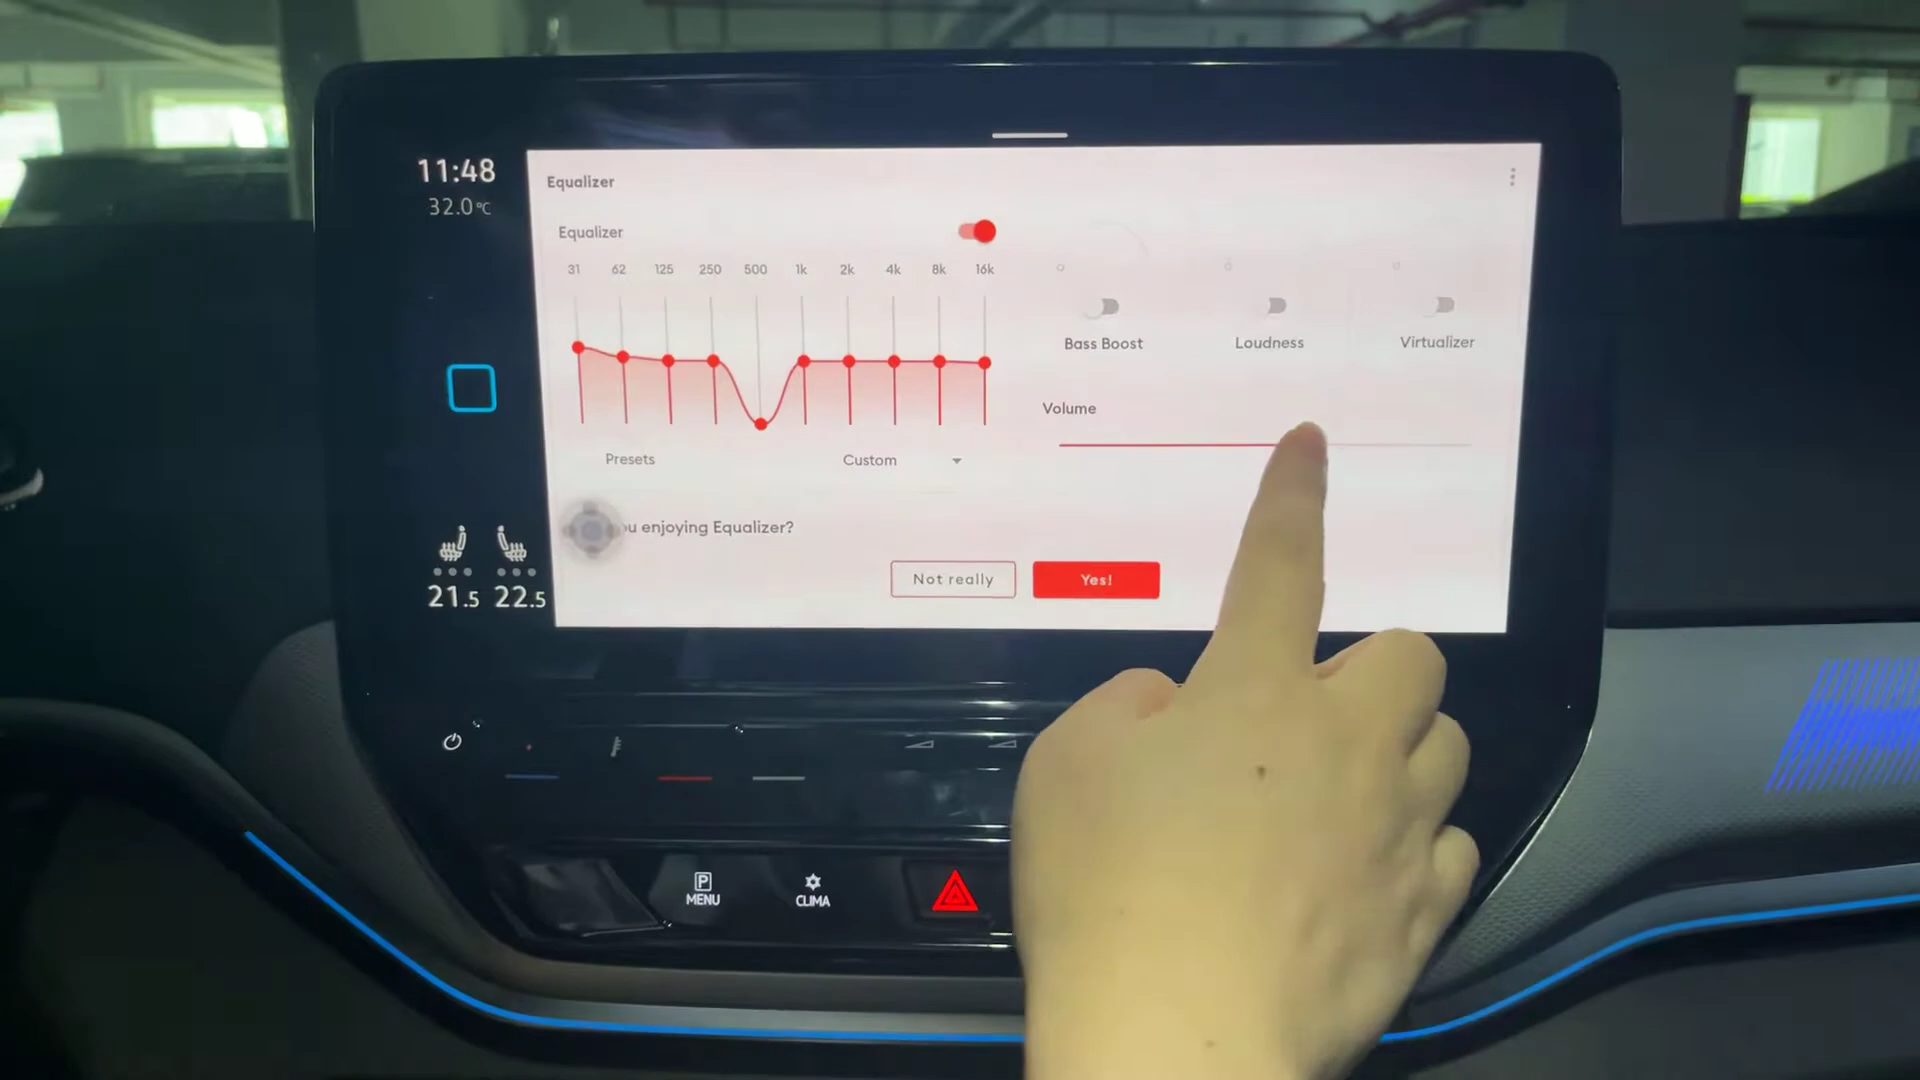 11:48
32.0°C
Equalizer
Equalizer
31 62 125 250 500 1k 2k 4k 8k 16k
Bass Boost Loudness Virtualizer
Volume
Presets Custom
u enjoying Equalizer?
Not really Yes!
21.5 22.5
P
MENU CLIMA